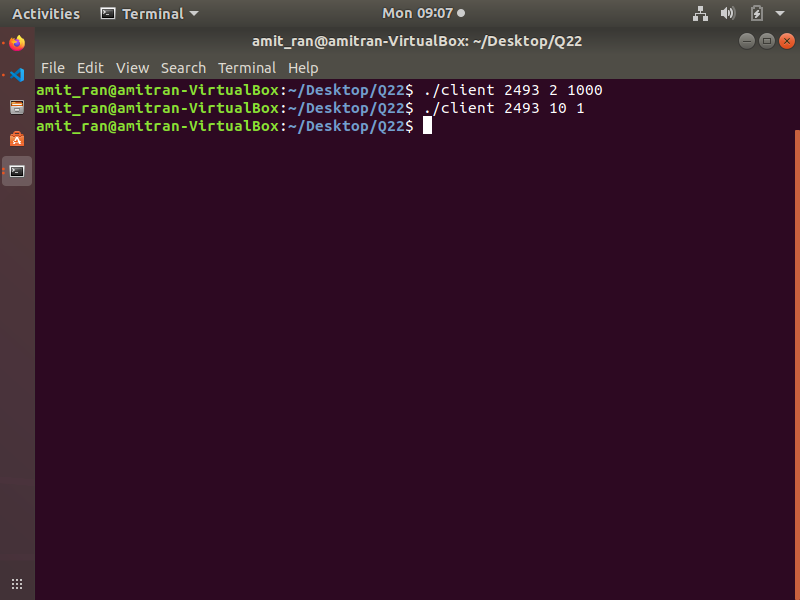 Activities Terminal Mon 09:07
amit_ran@amitran-VirtualBox: ~/Desktop/Q22
File Edit View Search Terminal Help
amit_ran@amitran-VirtualBox:~/Desktop/Q22$ ./client 2493 2 1000
amit_ran@amitran-VirtualBox:~/Desktop/Q22$ ./client 2493 10 1
amit_ran@amitran-VirtualBox:~/Desktop/Q22$